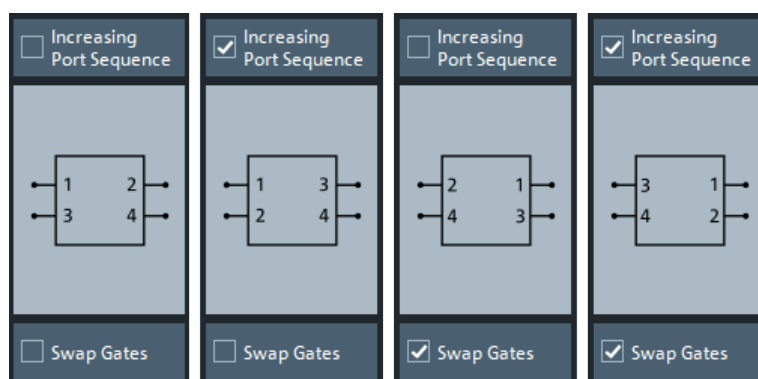 Increasing
Port Sequence
1 2
3 4
Swap Gates
Increasing
Port Sequence
1 3
2 4
Swap Gates
Increasing
Port Sequence
2 1
4 3
Swap Gates
Increasing
Port Sequence
3 1
4 2
Swap Gates